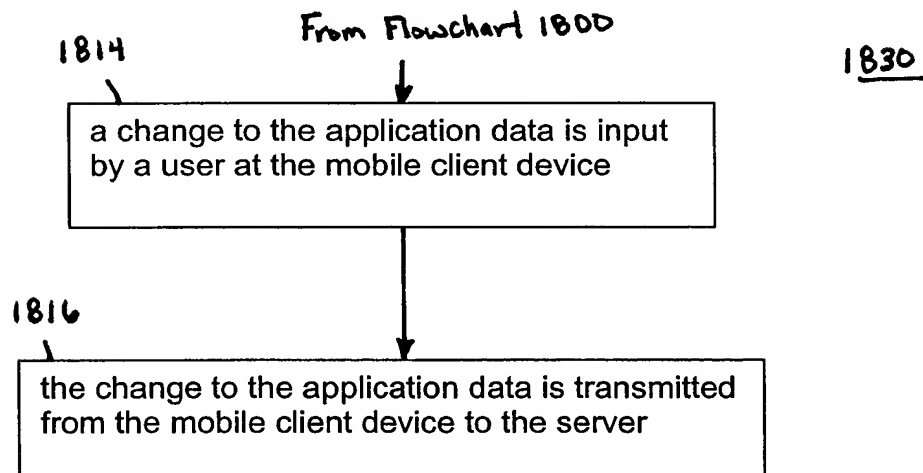 From Flowchart 1800
1814
1830
a change to the application data is input
by a user at the mobile client device
1816
the change to the application data is transmitted
from the mobile client device to the server